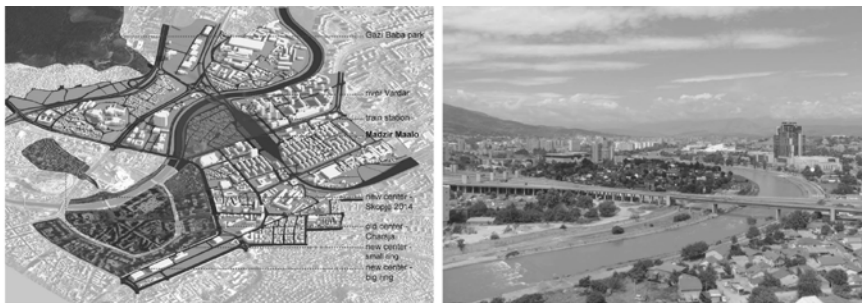 Gazi Baba park
river Vardar
train station
Madzir Maalo
new center -
Skopje 2014
old center -
Charsija
new center -
small ring
new center -
big ring